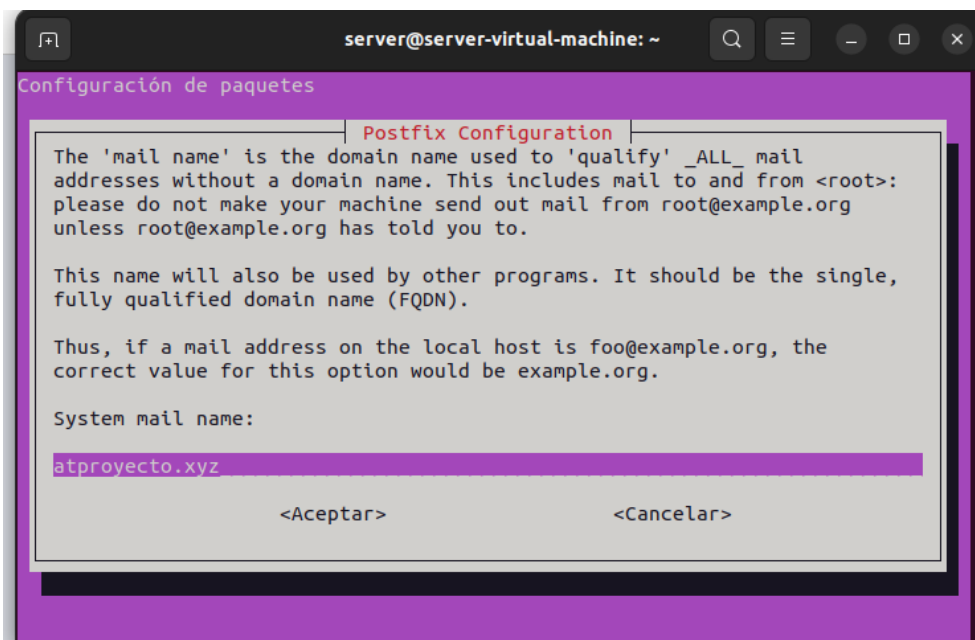 server@server-virtual-machine: ~
Configuración de paquetes
Postfix Configuration
The 'mail name' is the domain name used to 'qualify' _ALL_ mail
addresses without a domain name. This includes mail to and from <root>:
please do not make your machine send out mail from root@example.org
unless root@example.org has told you to.
This name will also be used by other programs. It should be the single,
fully qualified domain name (FQDN).
Thus, if a mail address on the local host is foo@example.org, the
correct value for this option would be example.org.
System mail name:
atproyecto.xyz
<Aceptar> <Cancelar>